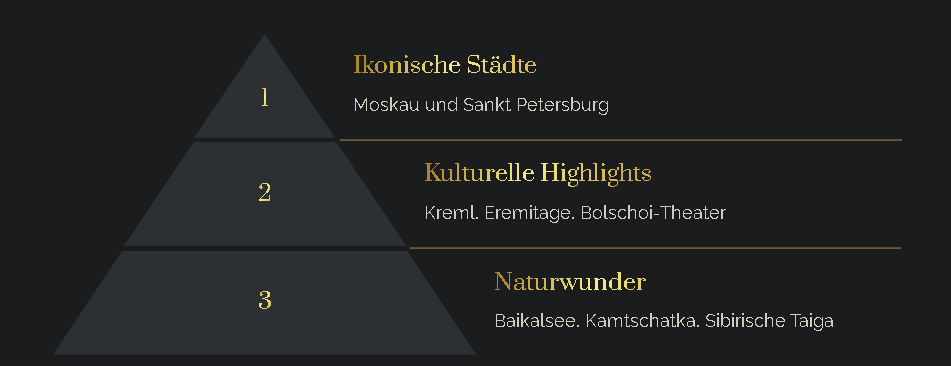 1
Ikonische Städte
Moskau und Sankt Petersburg
2
Kulturelle Highlights
Kreml. Eremitage. Bolschoi-Theater
3
Naturwunder
Baikalsee. Kamtschatka. Sibirische Taiga